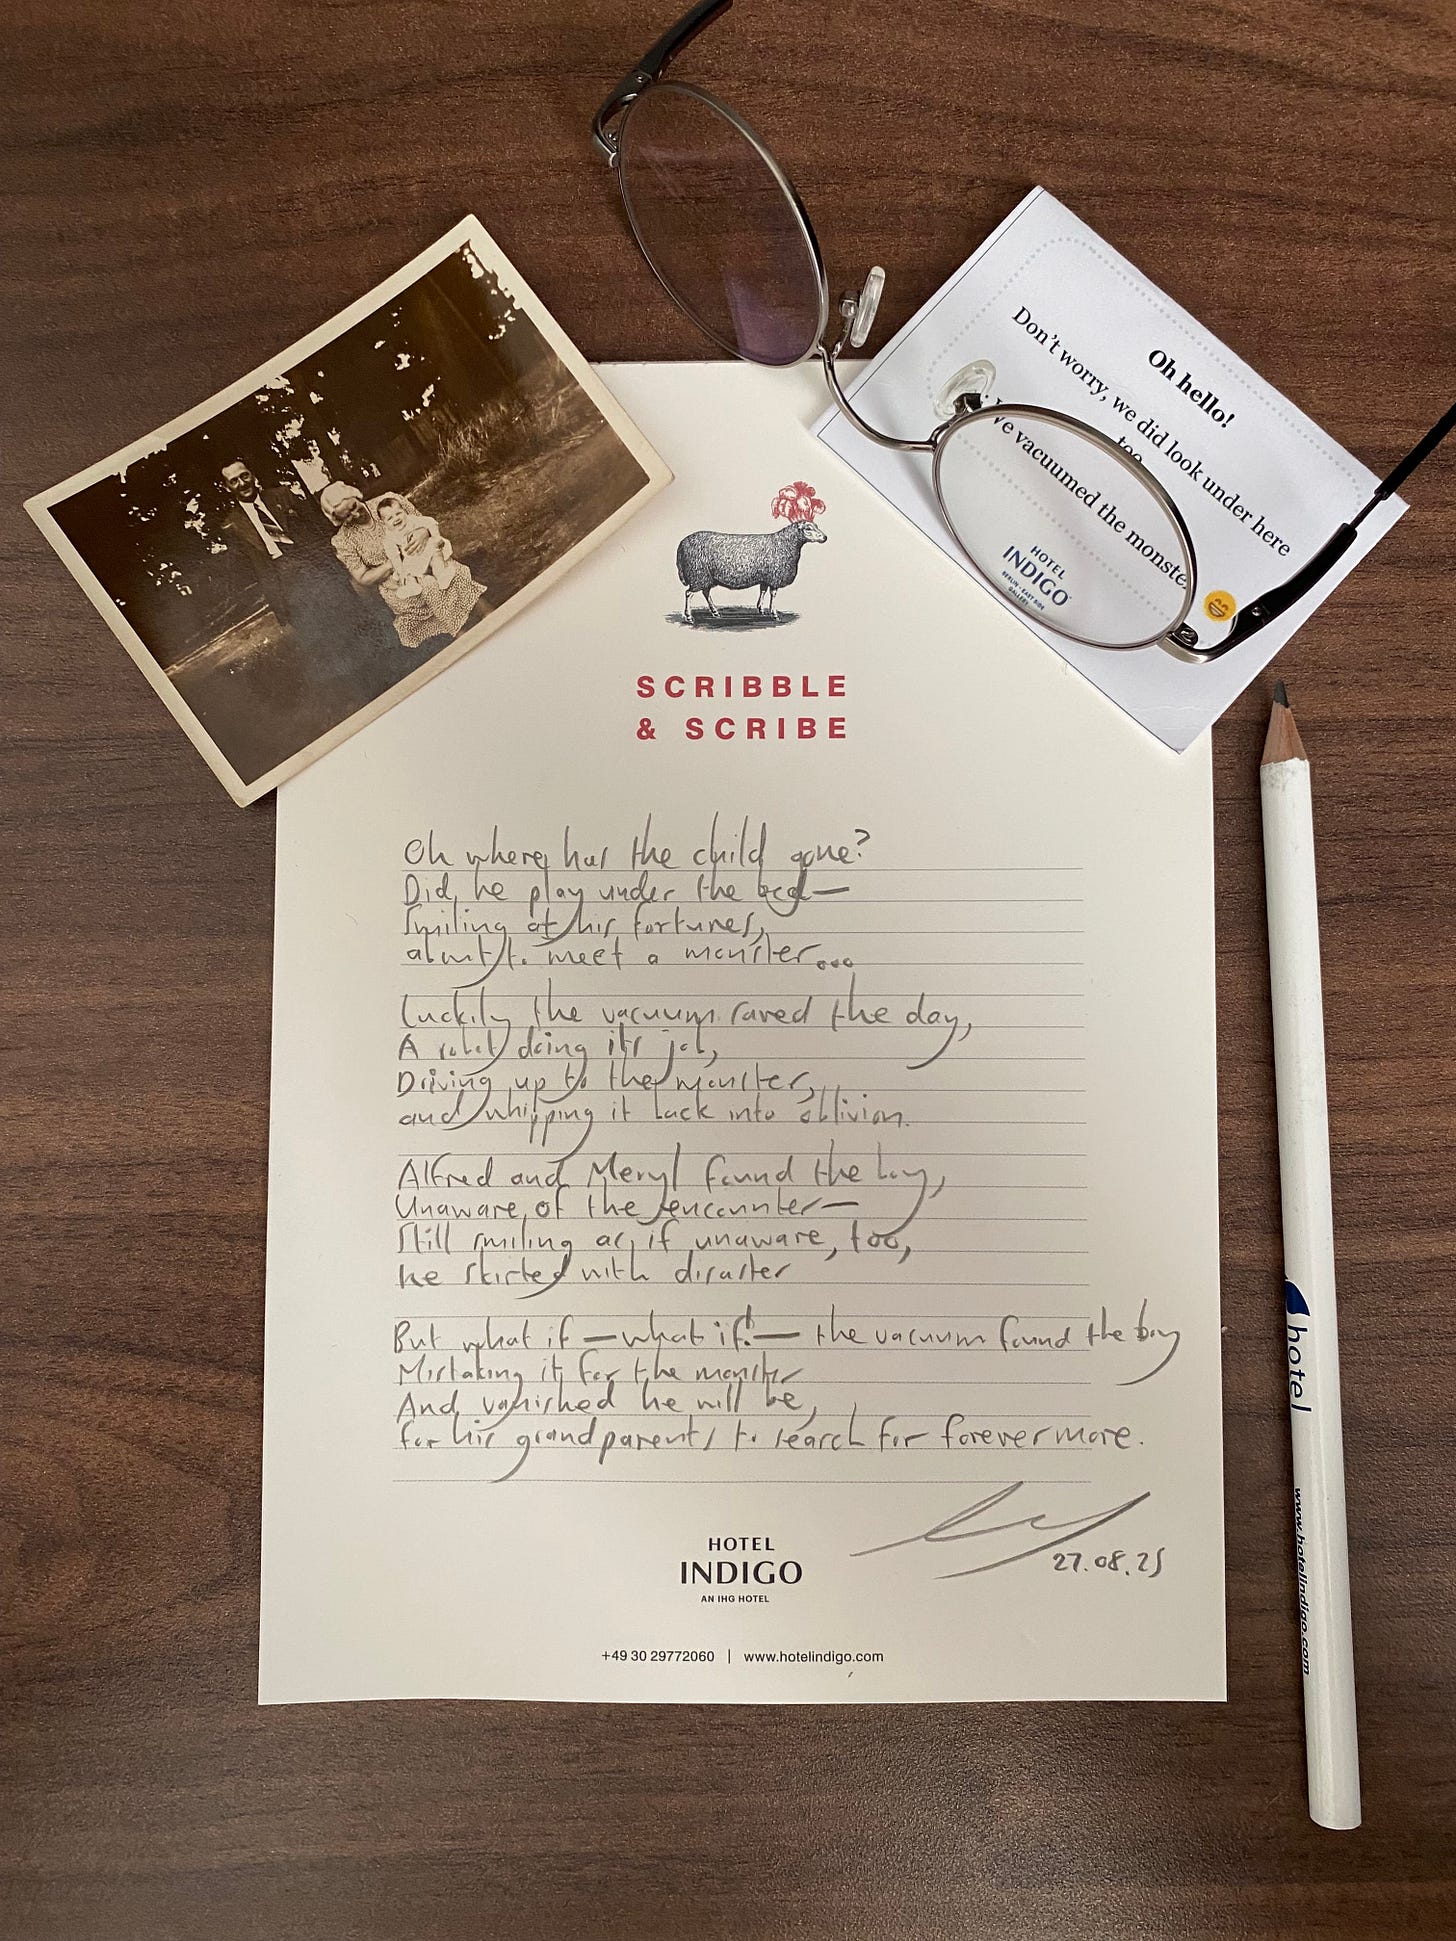 Oh hello!
Don't worry, we did look under here
too
've vacuumed the monste
HOTEL
INDIGO
BERLIN - EAST SIDE
GALLERY
SCRIBBLE
& SCRIBE
Oh where has the child gone?
Did he play under the bed—
Smiling at his fortunes,
about to meet a monster...
Luckily the vacuum saved the day,
A robot doing its job,
Driving up to the monster,
and whipping it back into oblivion.
Alfred and Meryl found the boy,
Unaware of the encounter—
Still smiling as if unaware, too,
he skirted with disaster
But what if —what if!— the vacuum found the boy
Mistaking it for the monster
And vanished he will be,
for his grandparents to search for forevermore.
27.08.25
HOTEL
INDIGO
AN IHG HOTEL
+49 30 29772060 | www.hotelindigo.com
hotel
www.hotelindigo.com